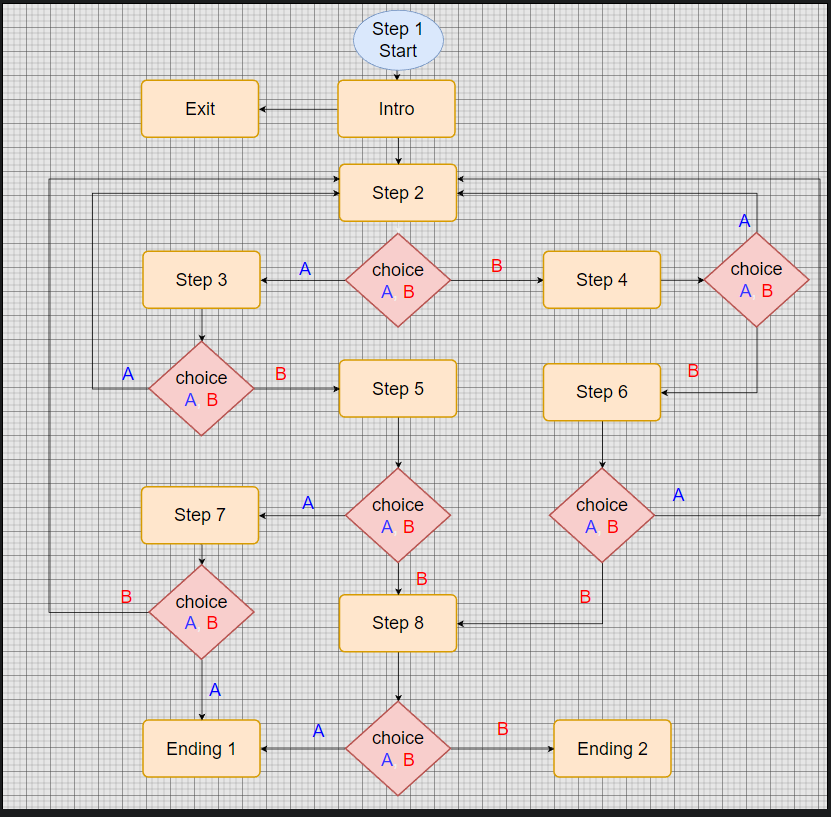 Step 1
Start
Exit
Intro
Step 2
A
Step 3
A
choice
A B
B
Step 4
choice
A B
A
choice
A B
B
Step 5
B
Step 6
Step 7
A
choice
A B
choice
A B
A
B
choice
A B
B
Step 8
B
A
Ending 1
A
choice
A B
B
Ending 2